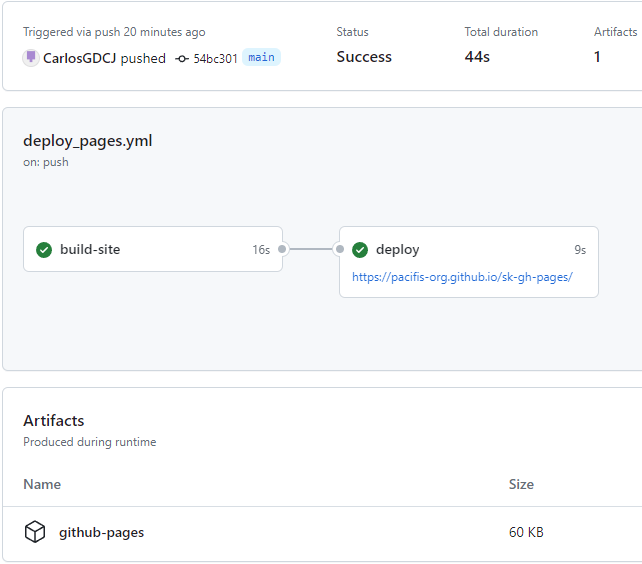 Triggered via push 20 minutes ago
Status
Total duration
Artifacts
CarlosGDCJ pushed 54bc301 main
Success
44s
1
deploy_pages.yml
on: push
build-site 16s
deploy 9s
https://pacifis-org.github.io/sk-gh-pages/
Artifacts
Produced during runtime
Name Size
github-pages 60 KB